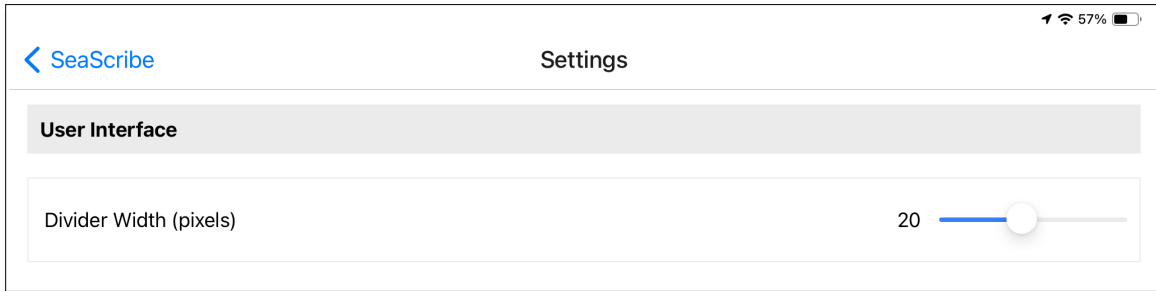 57%
SeaScribe
Settings
User Interface
Divider Width (pixels)
20